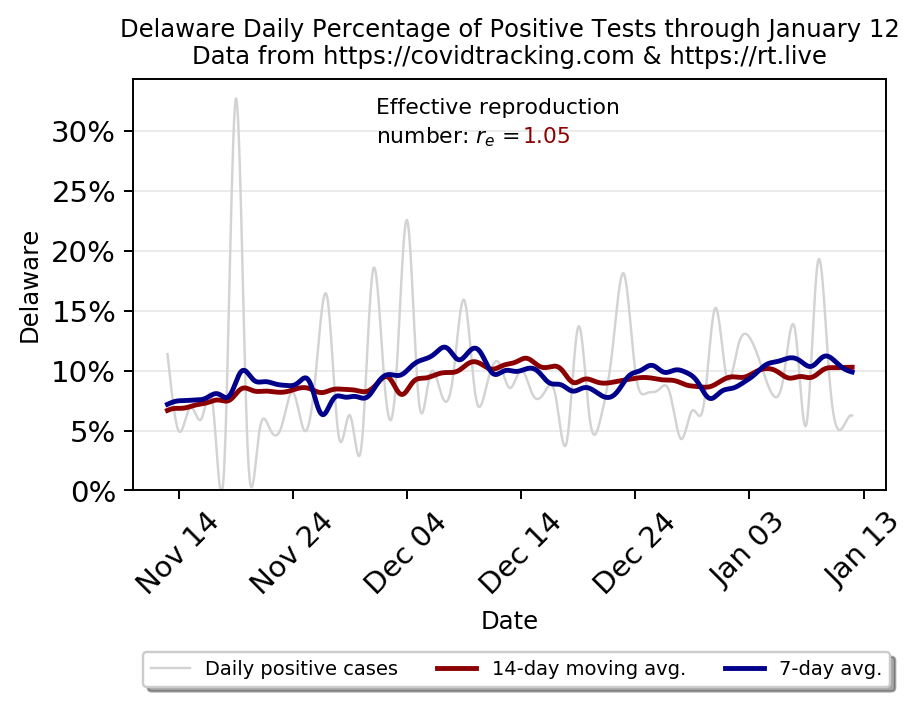 Delaware Daily Percentage of Positive Tests through January 12
Data from https://covidtracking.com & https://rt.live
Effective reproduction
number: rₑ =1.05
30%
25%
20%
15%
10%
5%
0%
Delaware
Nov 14
Nov 24
Dec 04
Dec 14
Dec 24
Jan 03
Jan 13
Date
Daily positive cases
14-day moving avg.
7-day avg.